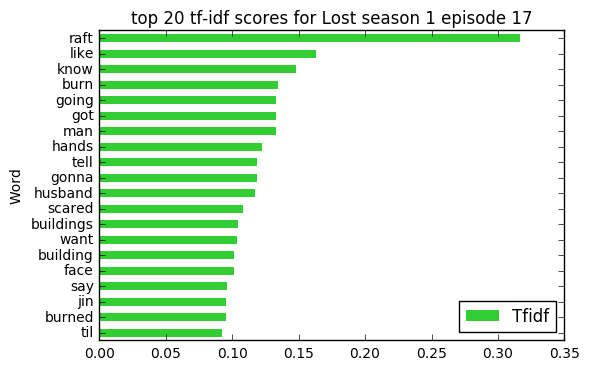 top 20 tf-idf scores for Lost season 1 episode 17
Word
raft
like
know
burn
going
got
man
hands
tell
gonna
husband
scared
buildings
want
building
face
say
jin
burned
til
Tfidf
0.00 0.05 0.10 0.15 0.20 0.25 0.30 0.35